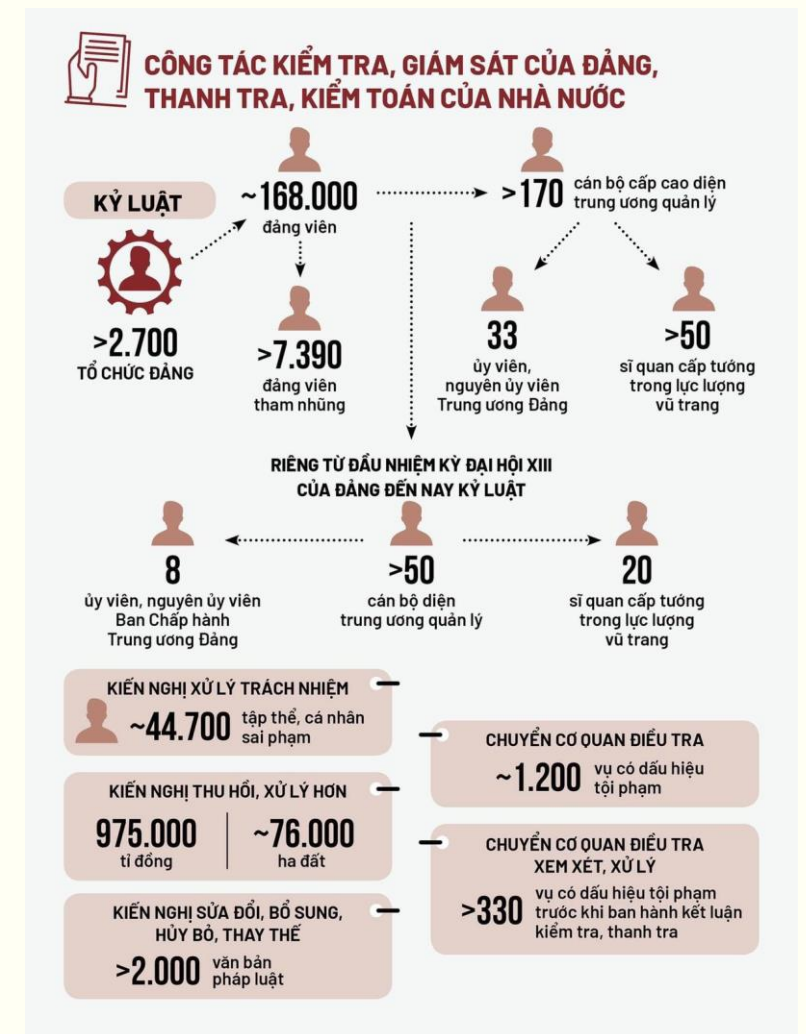 CÔNG TÁC KIỂM TRA, GIÁM SÁT CỦA ĐẢNG,
THANH TRA, KIỂM TOÁN CỦA NHÀ NƯỚC
KỶ LUẬT
>2.700
TỔ CHỨC ĐẢNG
~168.000
đảng viên
>170
cán bộ cấp cao diện
trung ương quản lý
>7.390
đảng viên
tham nhũng
33
ủy viên,
nguyên ủy viên
Trung ương Đảng
>50
sĩ quan cấp tướng
trong lực lượng
vũ trang
RIÊNG TỪ ĐẦU NHIỆM KỲ ĐẠI HỘI XIII
CỦA ĐẢNG ĐẾN NAY KỶ LUẬT
8
ủy viên, nguyên ủy viên
Ban Chấp hành
Trung ương Đảng
>50
cán bộ diện
trung ương quản lý
20
sĩ quan cấp tướng
trong lực lượng
vũ trang
KIẾN NGHỊ XỬ LÝ TRÁCH NHIỆM
~44.700
tập thể, cá nhân
sai phạm
KIẾN NGHỊ THU HỒI, XỬ LÝ HƠN
975.000
tỉ đồng
~76.000
ha đất
KIẾN NGHỊ SỬA ĐỔI, BỔ SUNG,
HỦY BỎ, THAY THẾ
>2.000
văn bản
pháp luật
CHUYỂN CƠ QUAN ĐIỀU TRA
~1.200
vụ có dấu hiệu
tội phạm
CHUYỂN CƠ QUAN ĐIỀU TRA
XEM XÉT, XỬ LÝ
>330
vụ có dấu hiệu tội phạm
trước khi ban hành kết luận
kiểm tra, thanh tra